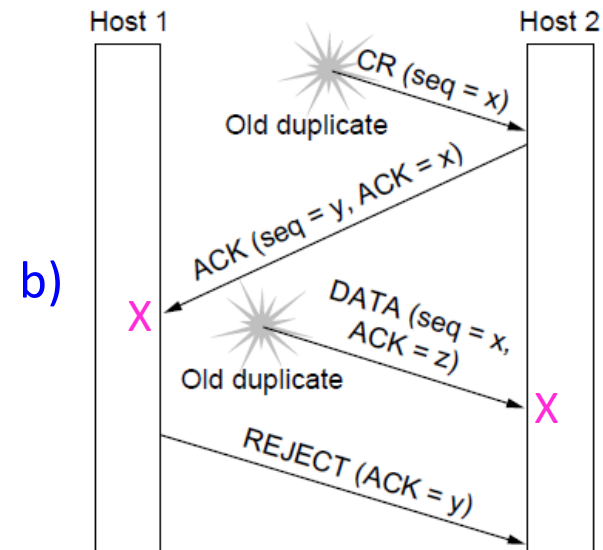 Host 1
Host 2
CR (seq = x)
Old duplicate
ACK (seq = y, ACK = x)
b)
X
DATA (seq = x,
ACK = z)
Old duplicate
X
REJECT (ACK = y)